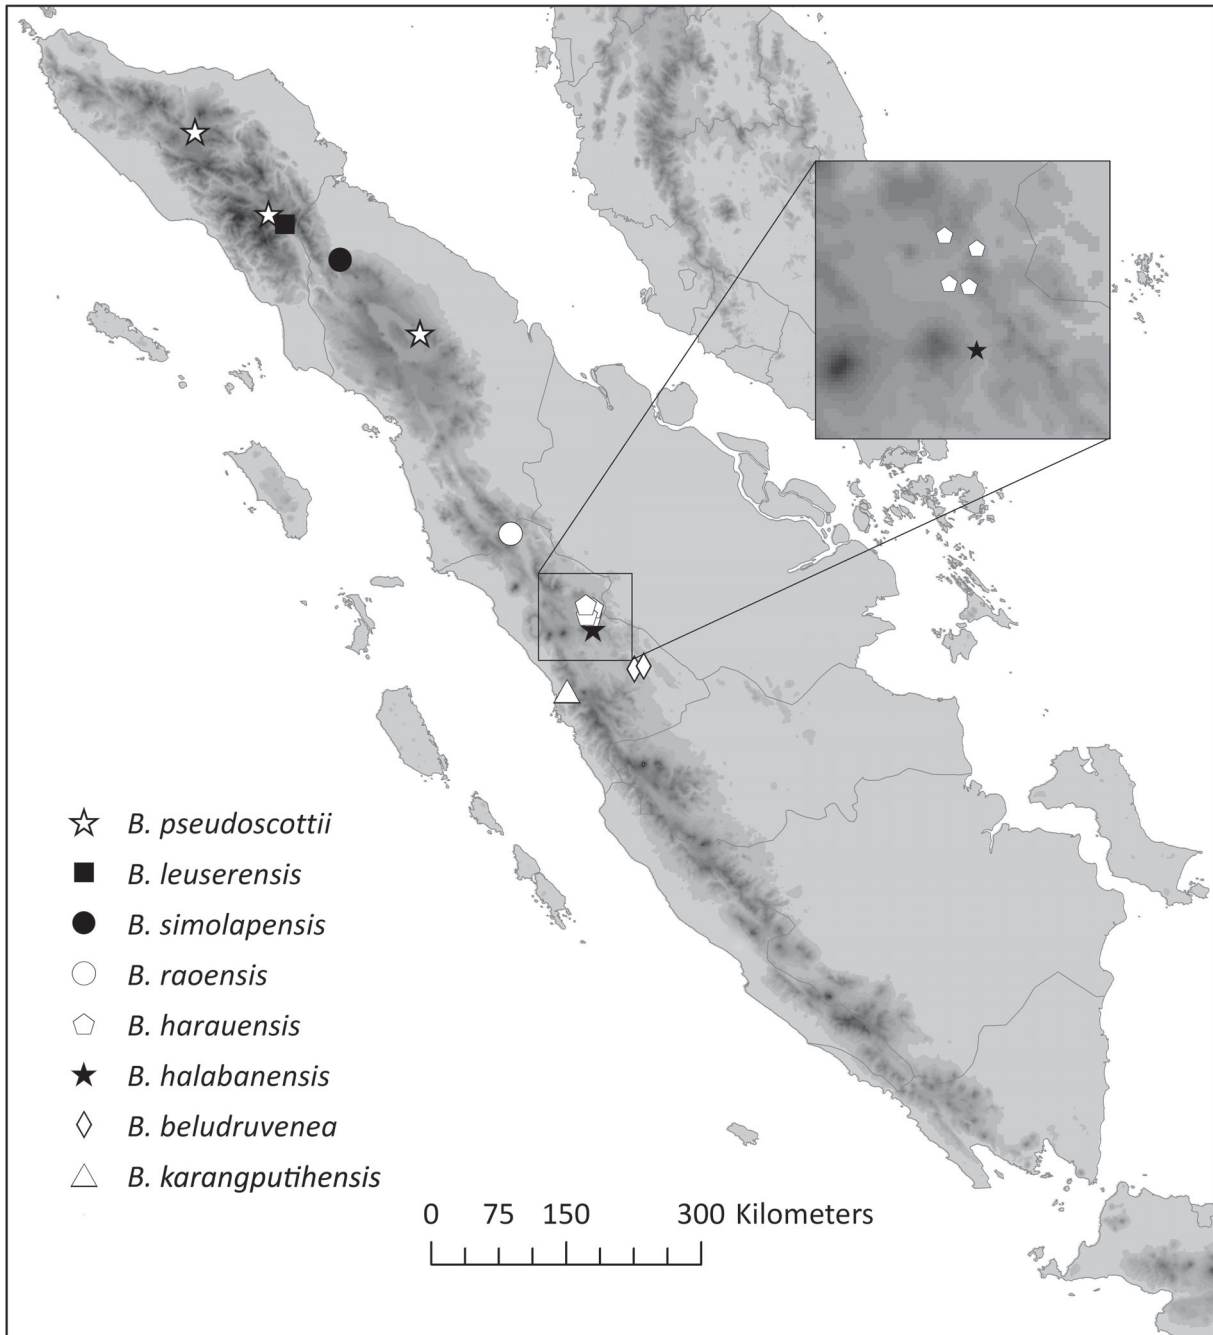 B. pseudoscottii
B. leuserensis
B. simolapensis
B. raoensis
B. harauensis
B. halabanensis
B. beludruvenea
B. karangputihensis
0 75 150 300 Kilometers